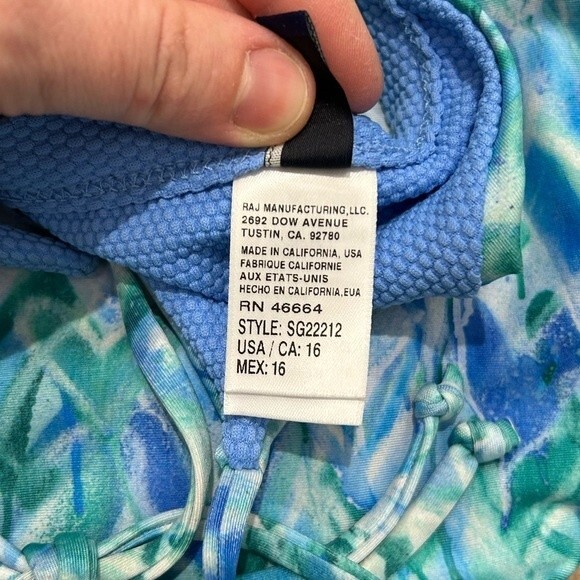 RAJ MANUFACTURING,LLC.
2692 DOW AVENUE
TUSTIN, CA. 92780
MADE IN CALIFORNIA, USA
FABRIQUE CALIFORNIE
AUX ETATS-UNIS
HECHO EN CALIFORNIA,EUA
RN 46664
STYLE: SG22212
USA / CA: 16
MEX: 16